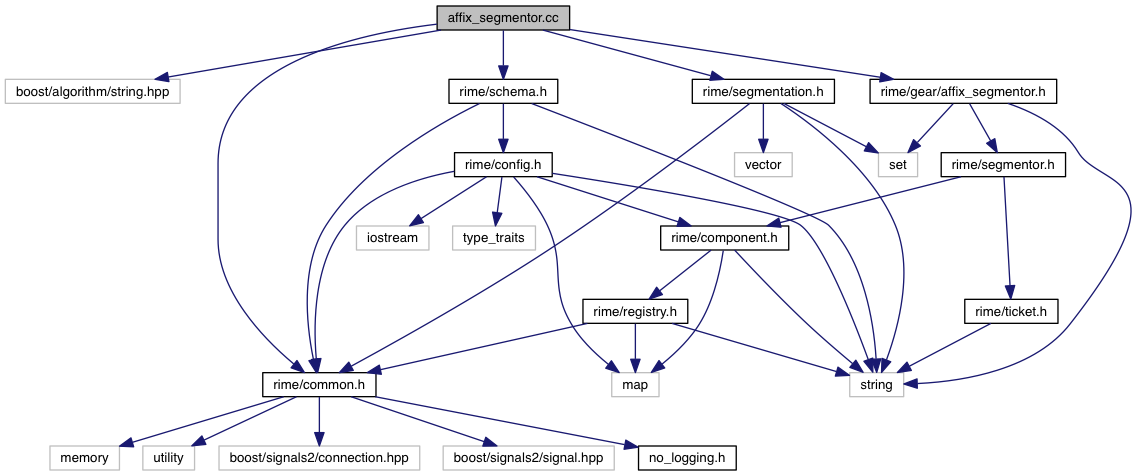 affix_segmentor.cc
boost/algorithm/string.hpp
rime/schema.h
rime/segmentation.h
rime/gear/affix_segmentor.h
rime/config.h
vector
set
rime/segmentor.h
iostream
type_traits
rime/component.h
rime/registry.h
rime/ticket.h
rime/common.h
map
string
memory
utility
boost/signals2/connection.hpp
boost/signals2/signal.hpp
no_logging.h